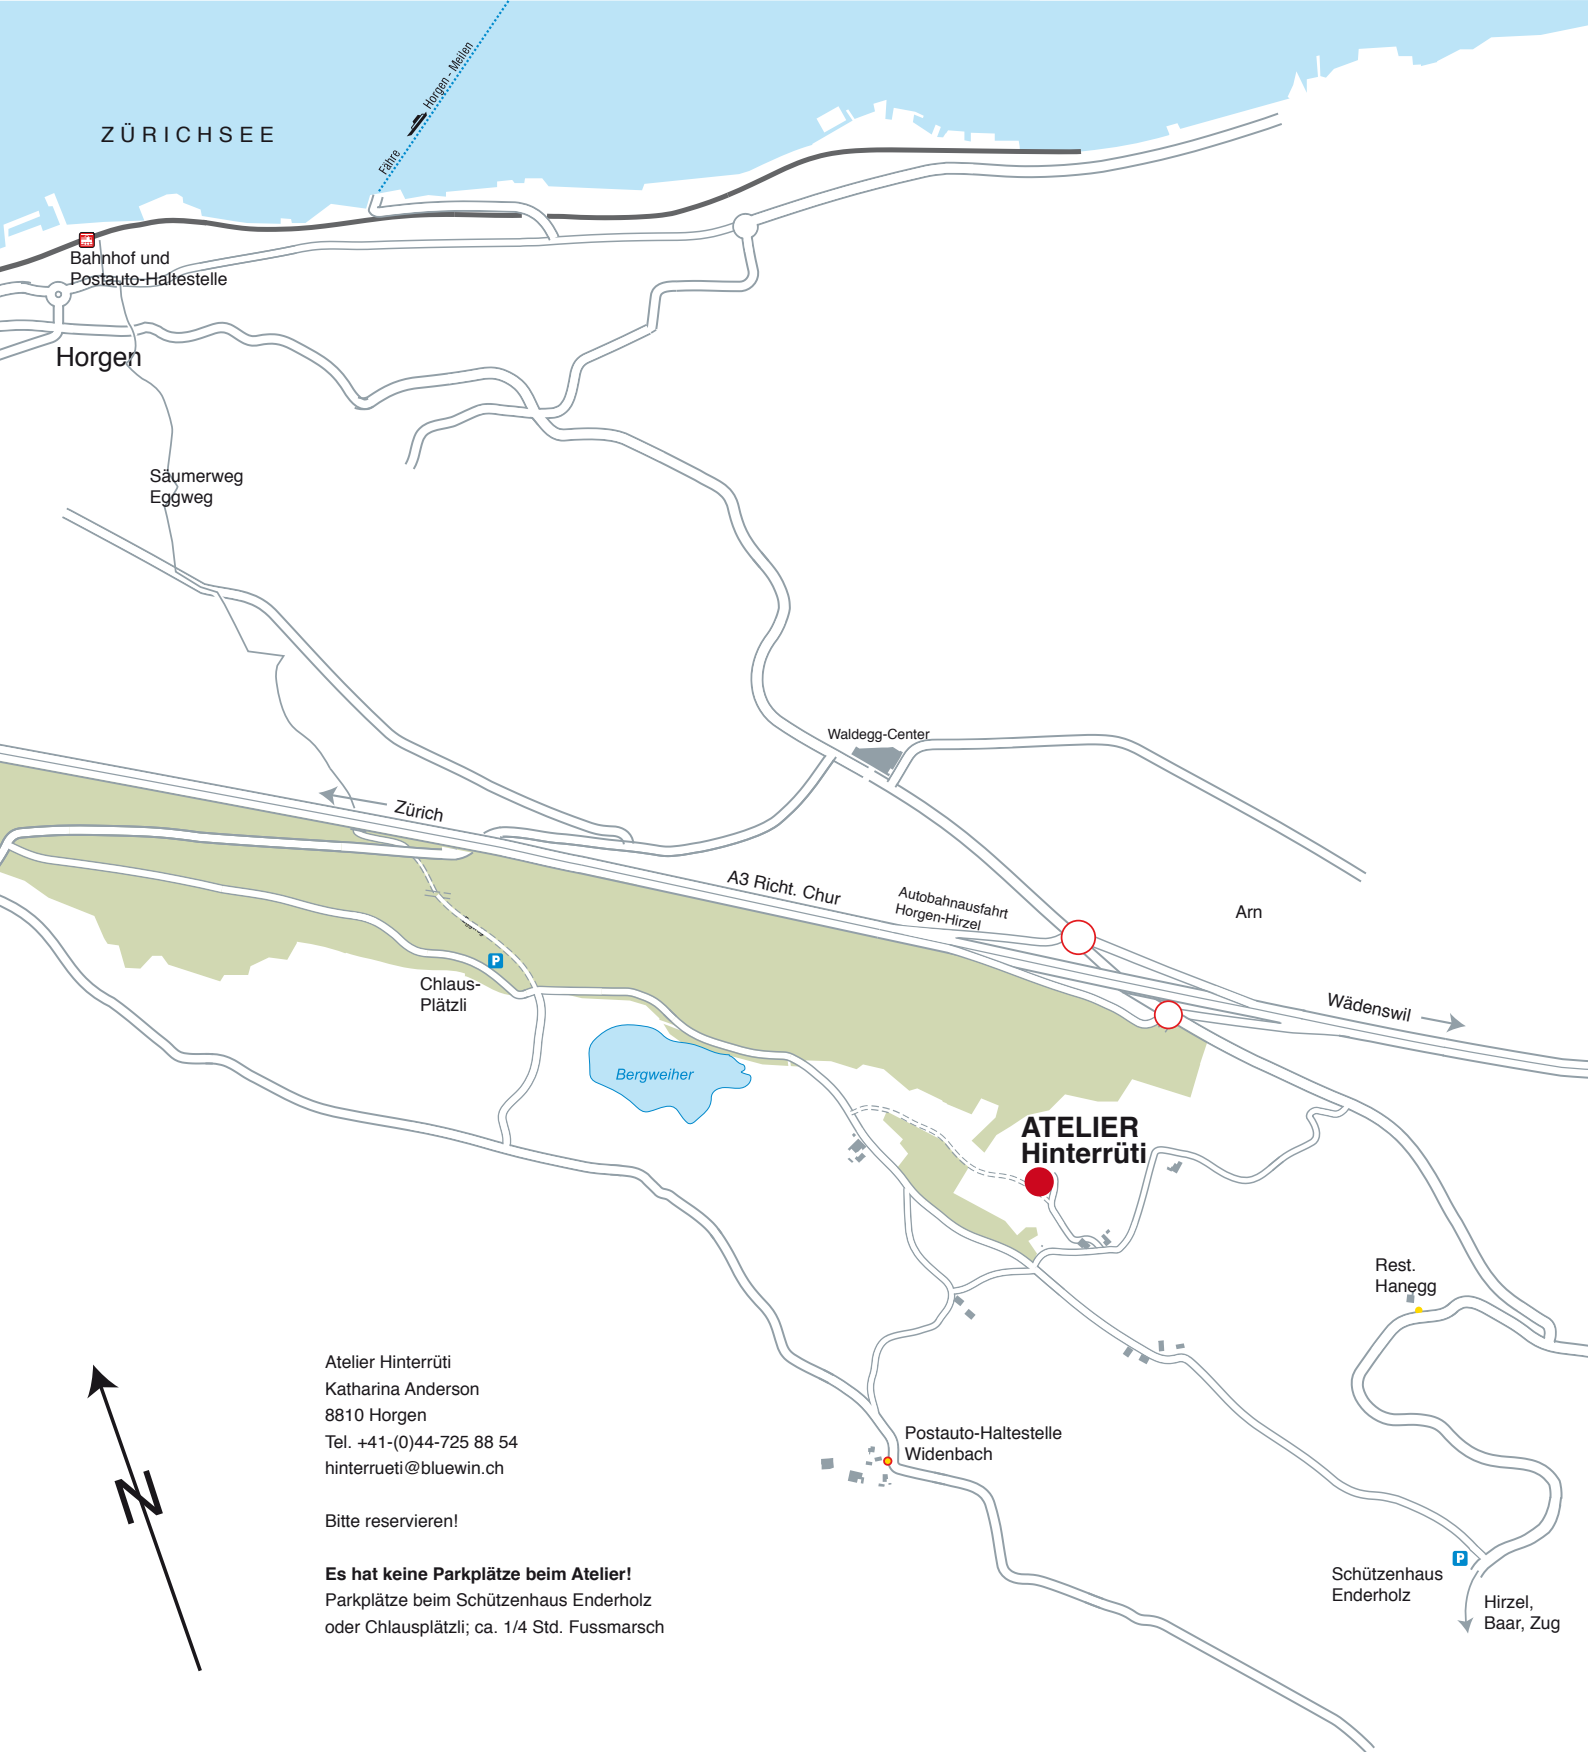 Fähre
Horgen - Meilen
ZÜRICHSEE
Bahnhof und
Postauto-Haltestelle
Horgen
Säumerweg
Eggweg
Waldegg-Center
Zürich
A3 Richt. Chur
Autobahnausfahrt
Horgen-Hirzel
Arn
P
Chlaus-
Plätzli
Wädenswil
Bergweiher
ATELIER
Hinterrüti
Rest.
Hanegg
Atelier Hinterrüti
Katharina Anderson
8810 Horgen
Tel. +41-(0)44-725 88 54
hinterrueti@bluewin.ch
Bitte reservieren!
Es hat keine Parkplätze beim Atelier!
Parkplätze beim Schützenhaus Enderholz
oder Chlausplätzli; ca. 1/4 Std. Fussmarsch
N
Postauto-Haltestelle
Widenbach
P
Schützenhaus
Enderholz
Hirzel,
Baar, Zug